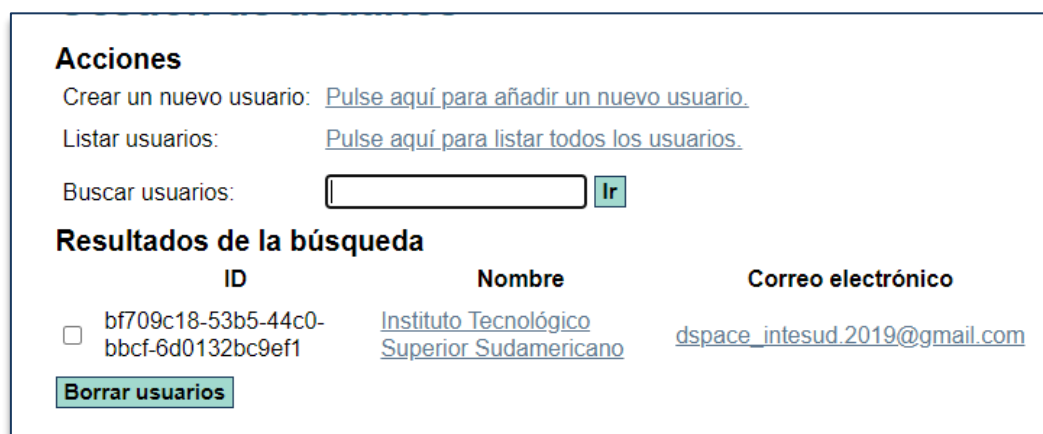 Acciones
Crear un nuevo usuario: Pulse aquí para añadir un nuevo usuario.
Listar usuarios: Pulse aquí para listar todos los usuarios.
Buscar usuarios: Ir
Resultados de la búsqueda
ID Nombre Correo electrónico
bf709c18-53b5-44c0- Instituto Tecnológico
bbcf-6d0132bc9ef1 Superior Sudamericano dspace_intesud.2019@gmail.com
Borrar usuarios